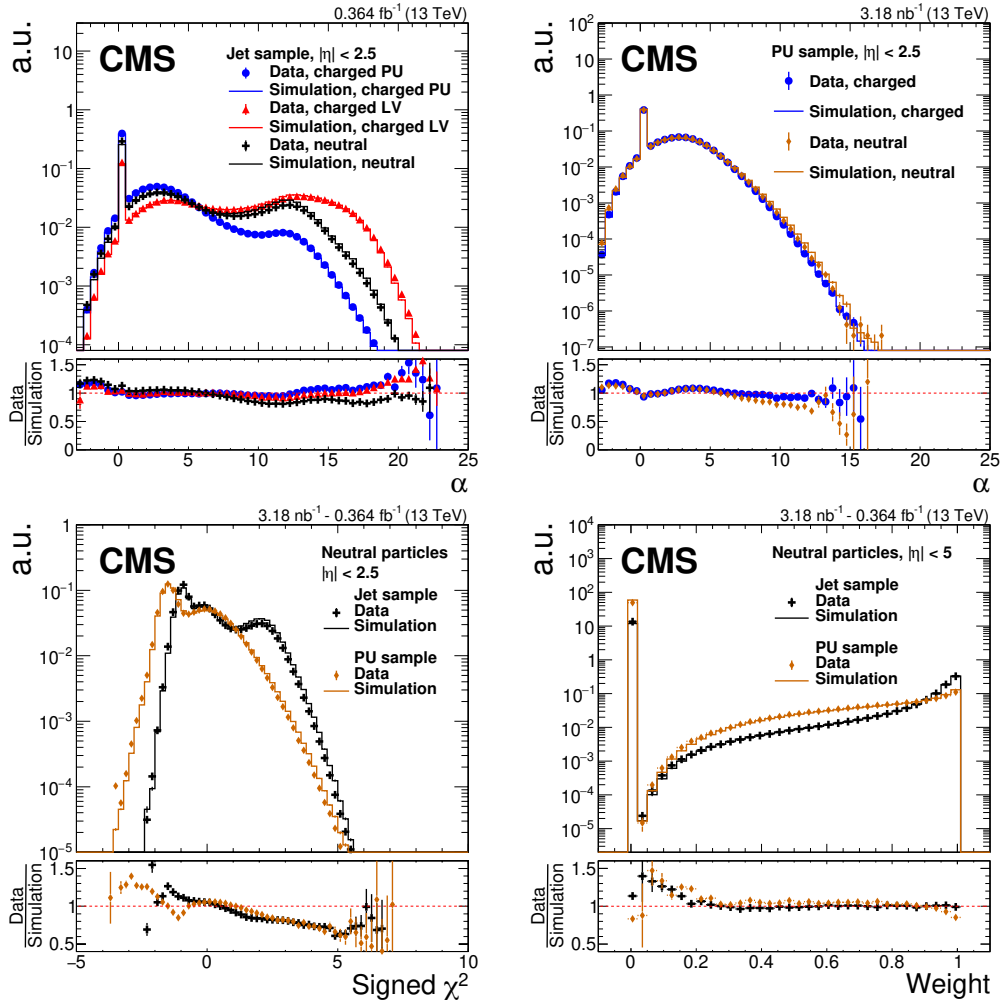 0.364 fb⁻¹ (13 TeV)
a.u.
CMS
Jet sample, |η| < 2.5
Data, charged PU
Simulation, charged PU
Data, charged LV
Simulation, charged LV
Data, neutral
Simulation, neutral
10
1
10⁻¹
10⁻²
10⁻³
10⁻⁴
Data
Simulation
1.5
1
0.5
0
0 5 10 15 20 25
α
3.18 nb⁻¹ (13 TeV)
a.u.
CMS
PU sample, |η| < 2.5
Data, charged
Simulation, charged
Data, neutral
Simulation, neutral
10²
10
1
10⁻¹
10⁻²
10⁻³
10⁻⁴
10⁻⁵
10⁻⁶
10⁻⁷
Data
Simulation
1.5
1
0.5
0
0 5 10 15 20 25
α
3.18 nb⁻¹ - 0.364 fb⁻¹ (13 TeV)
a.u.
CMS
Neutral particles
|η| < 2.5
Jet sample
Data
Simulation
PU sample
Data
Simulation
1
10⁻¹
10⁻²
10⁻³
10⁻⁴
10⁻⁵
Data
Simulation
1.5
1
0.5
−5 0 5 10
Signed χ²
3.18 nb⁻¹ - 0.364 fb⁻¹ (13 TeV)
a.u.
CMS
Neutral particles, |η| < 5
Jet sample
Data
Simulation
PU sample
Data
Simulation
10⁴
10³
10²
10
1
10⁻¹
10⁻²
10⁻³
10⁻⁴
10⁻⁵
Data
Simulation
1.5
1
0.5
0 0.2 0.4 0.6 0.8 1
Weight